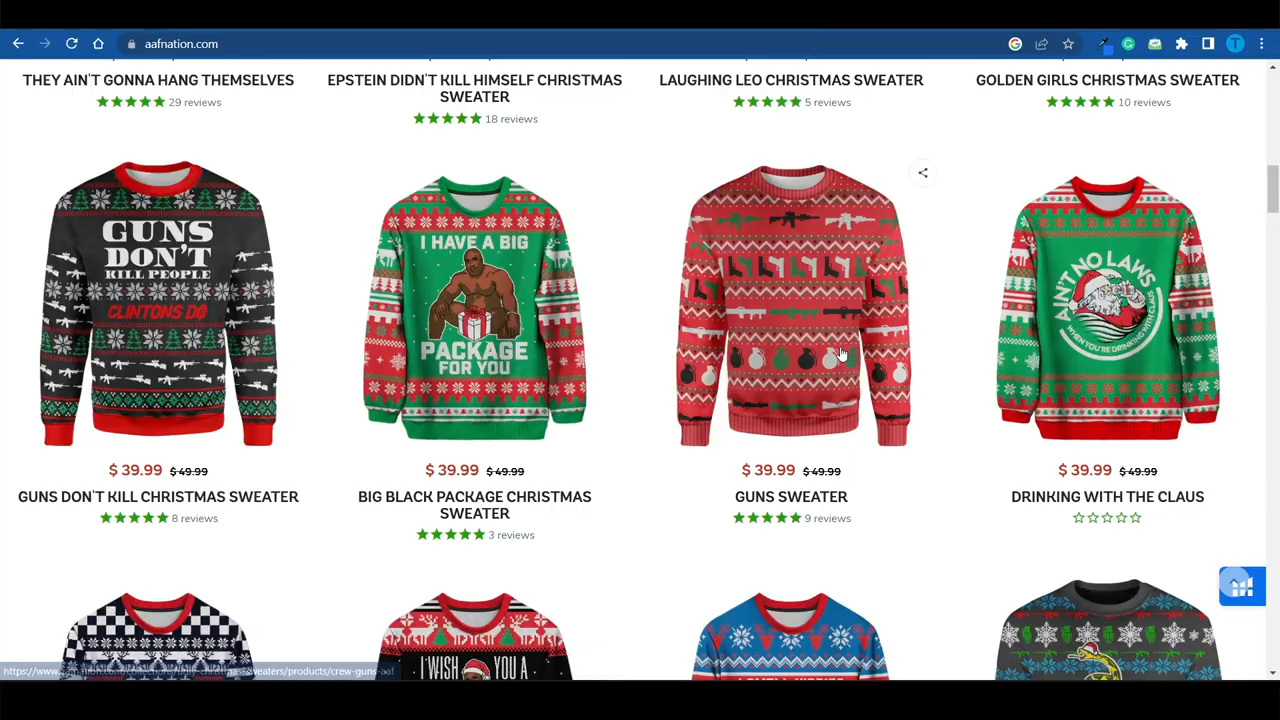 aafnation.com
THEY AIN'T GONNA HANG THEMSELVES
29 reviews
EPSTEIN DIDN'T KILL HIMSELF CHRISTMAS
SWEATER
18 reviews
LAUGHING LEO CHRISTMAS SWEATER
5 reviews
GOLDEN GIRLS CHRISTMAS SWEATER
10 reviews
GUNS
DON'T
KILL PEOPLE
CLINTONS DO
I HAVE A BIG
PACKAGE
FOR YOU
AIN'T NO LAWS
WHEN YOU'RE DRINKING WITH CLAUS
$ 39.99 $ 49.99
GUNS DON'T KILL CHRISTMAS SWEATER
8 reviews
$ 39.99 $ 49.99
BIG BLACK PACKAGE CHRISTMAS
SWEATER
3 reviews
$ 39.99 $ 49.99
GUNS SWEATER
9 reviews
$ 39.99 $ 49.99
DRINKING WITH THE CLAUS
I WISH YOU A